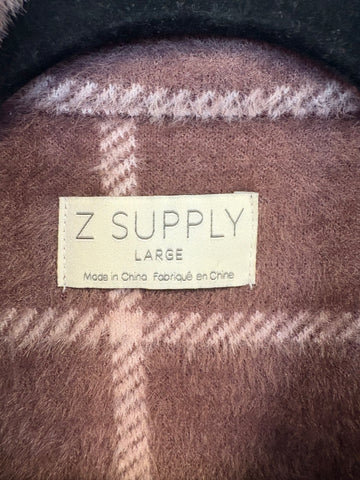 Z SUPPLY
LARGE
Made in China Fabriqué en Chine